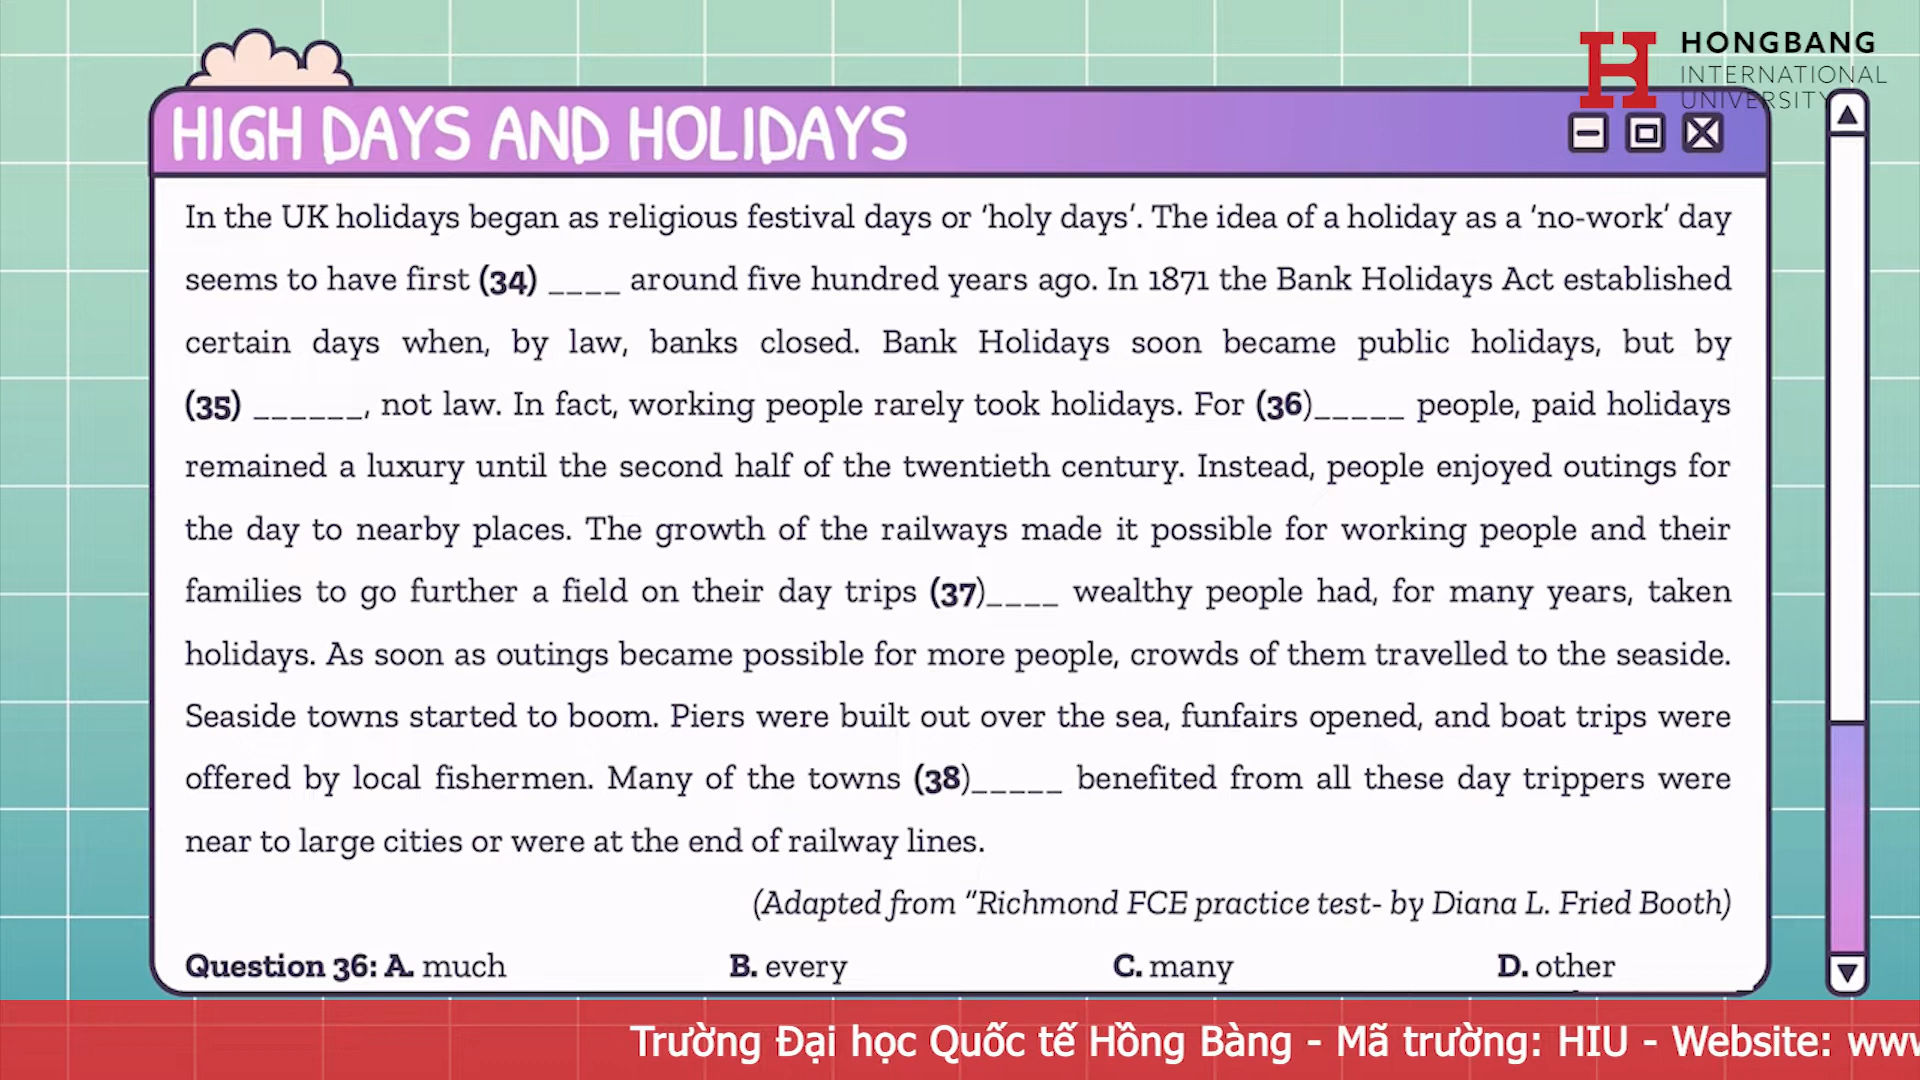 HONGBANG
INTERNATIONAL
UNIVERSITY
HIGH DAYS AND HOLIDAYS
In the UK holidays began as religious festival days or ‘holy days’. The idea of a holiday as a ‘no-work’ day
seems to have first (34) ____ around five hundred years ago. In 1871 the Bank Holidays Act established
certain days when, by law, banks closed. Bank Holidays soon became public holidays, but by
(35) ______, not law. In fact, working people rarely took holidays. For (36)_____ people, paid holidays
remained a luxury until the second half of the twentieth century. Instead, people enjoyed outings for
the day to nearby places. The growth of the railways made it possible for working people and their
families to go further a field on their day trips (37)____ wealthy people had, for many years, taken
holidays. As soon as outings became possible for more people, crowds of them travelled to the seaside.
Seaside towns started to boom. Piers were built out over the sea, funfairs opened, and boat trips were
offered by local fishermen. Many of the towns (38)_____ benefited from all these day trippers were
near to large cities or were at the end of railway lines.
(Adapted from “Richmond FCE practice test- by Diana L. Fried Booth)
Question 36: A. much B. every C. many D. other
Trường Đại học Quốc tế Hồng Bàng - Mã trường: HIU - Website: www